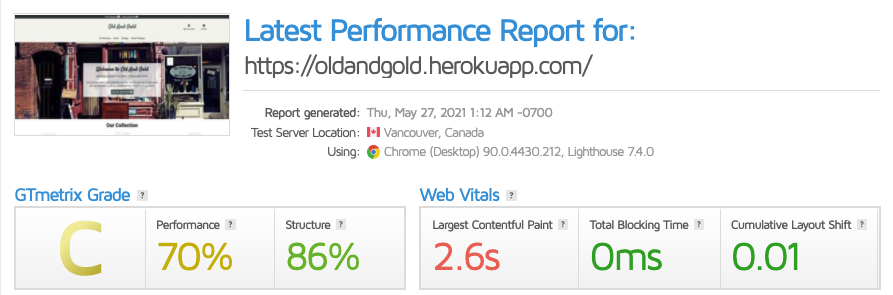 Latest Performance Report for:
https://oldandgold.herokuapp.com/
Report generated: Thu, May 27, 2021 1:12 AM -0700
Test Server Location: Vancouver, Canada
Using: Chrome (Desktop) 90.0.4430.212, Lighthouse 7.4.0
Old And Gold
Welcome to Old And Gold
Our Collection
GTmetrix Grade ?
Web Vitals ?
C
Performance ?
Structure ?
Largest Contentful Paint ?
Total Blocking Time ?
Cumulative Layout Shift ?
70%
86%
2.6s
0ms
0.01